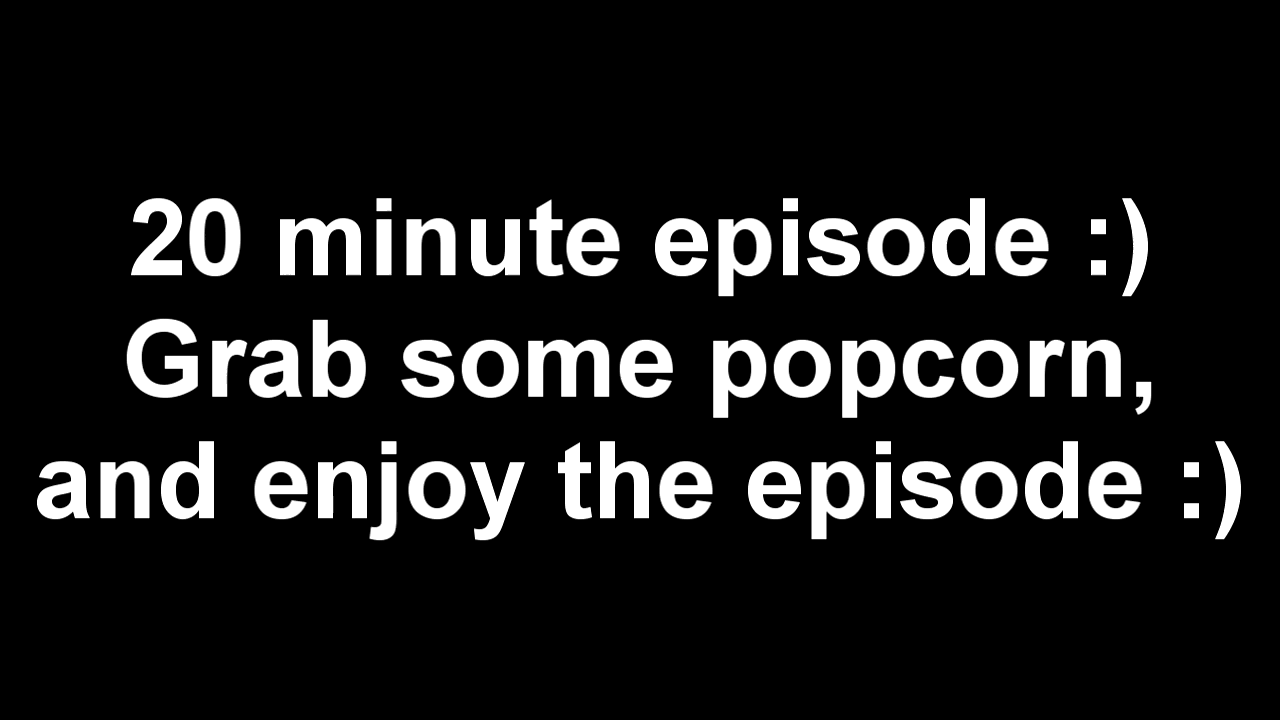 20 minute episode :)
Grab some popcorn,
and enjoy the episode :)